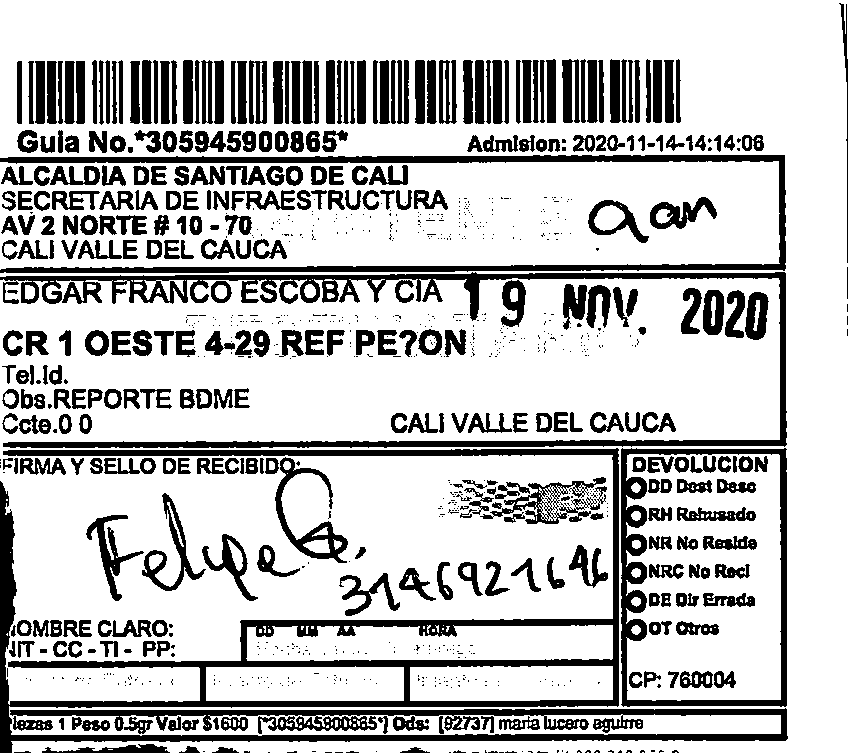 Guia No.*305945900865* Admision: 2020-11-14-14:14:06
ALCALDIA DE SANTIAGO DE CALI
SECRETARIA DE INFRAESTRUCTURA
AV 2 NORTE # 10 - 70
CALI VALLE DEL CAUCA
EDGAR FRANCO ESCOBA Y CIA 19 NOV. 2020
CR 1 OESTE 4-29 REF PE?ON
Tel.Id.
Obs.REPORTE BDME
Ccte.0 0 CALI VALLE DEL CAUCA
FIRMA Y SELLO DE RECIBIDO:
Felipe
3146921646
DEVOLUCION
DD Dest Desc
RH Rehusado
NR No Reside
NRC No Recl
DE Dir Errada
OT Otros
OMBRE CLARO:
NIT - CC - TI - PP:
DD MM AA HORA
CP: 760004
iezas 1 Peso 0.5gr Valor $1600 [*305945900865*] Ods: [92737] maria lucero aguirre